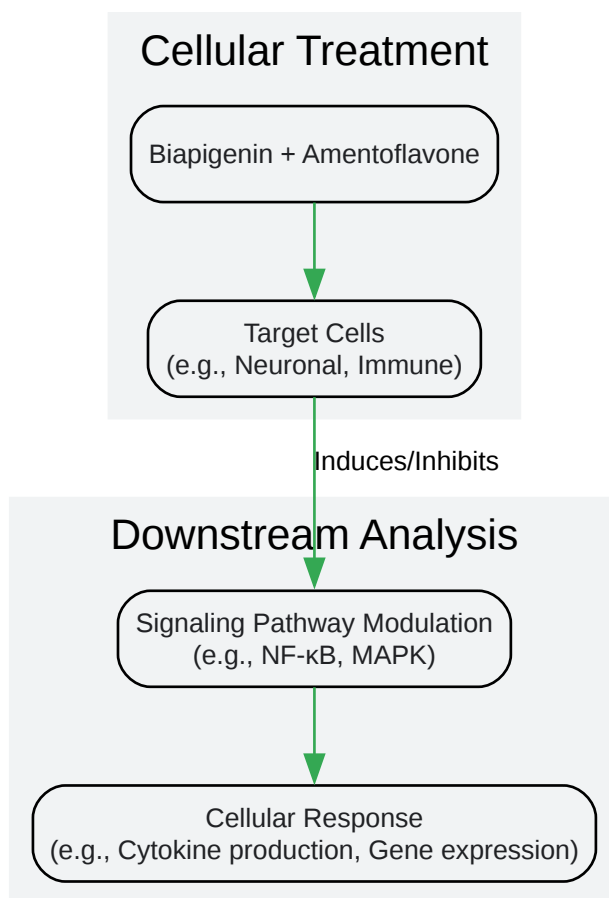 Cellular Treatment
Biapigenin + Amentoflavone
Target Cells
(e.g., Neuronal, Immune)
Induces/Inhibits
Downstream Analysis
Signaling Pathway Modulation
(e.g., NF-κB, MAPK)
Cellular Response
(e.g., Cytokine production, Gene expression)